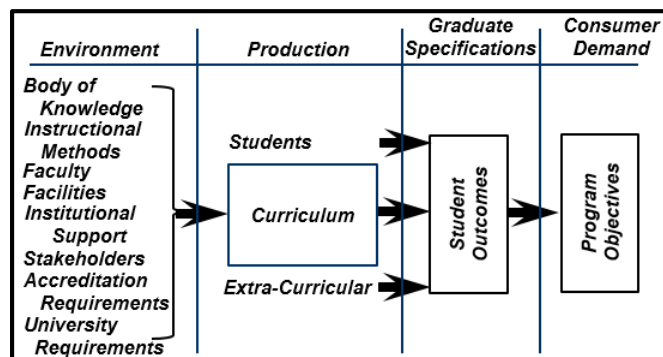 Environment
Production
Graduate
Specifications
Consumer
Demand
Body of
Knowledge
Instructional
Methods
Faculty
Facilities
Institutional
Support
Stakeholders
Accreditation
Requirements
University
Requirements
Students
Curriculum
Extra-Curricular
Student
Outcomes
Program
Objectives